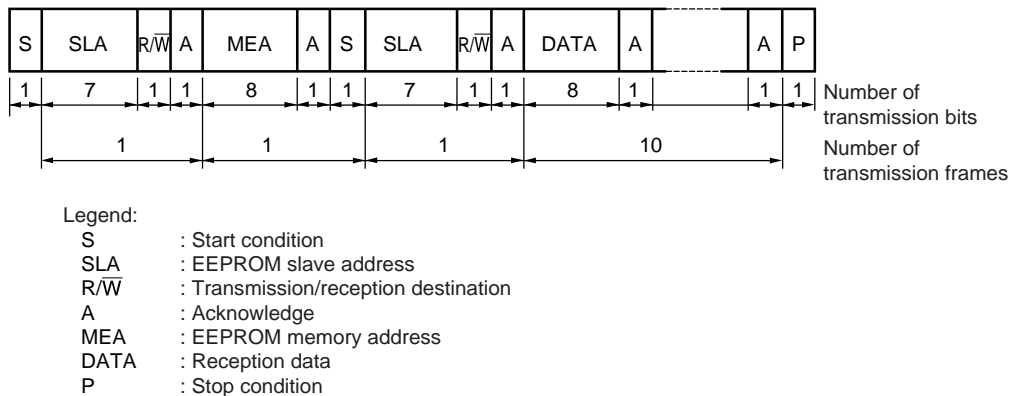 S SLA R/W̅ A MEA A S SLA R/W̅ A DATA A A P
1 7 1 1 8 1 1 7 1 1 8 1 1 1 Number of
transmission bits
1 1 1 10 Number of
transmission frames
Legend:
S : Start condition
SLA : EEPROM slave address
R/W̅ : Transmission/reception destination
A : Acknowledge
MEA : EEPROM memory address
DATA : Reception data
P : Stop condition